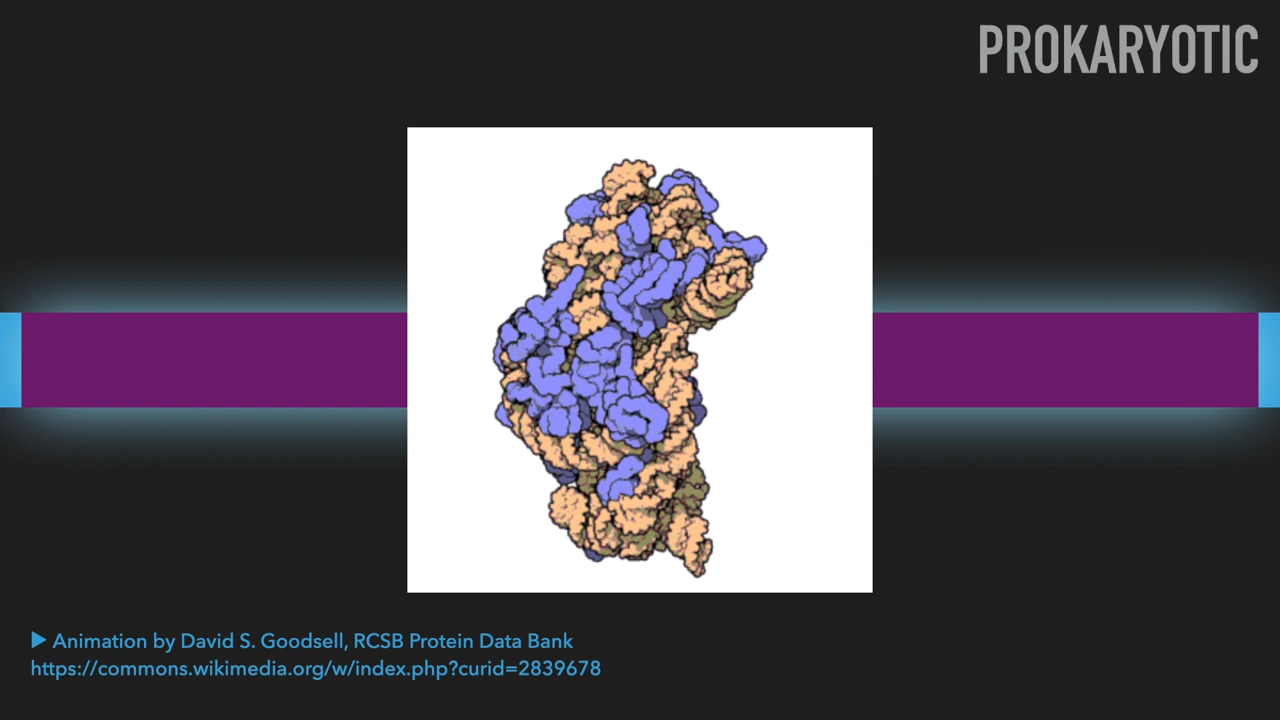 PROKARYOTIC
▶ Animation by David S. Goodsell, RCSB Protein Data Bank
https://commons.wikimedia.org/w/index.php?curid=2839678